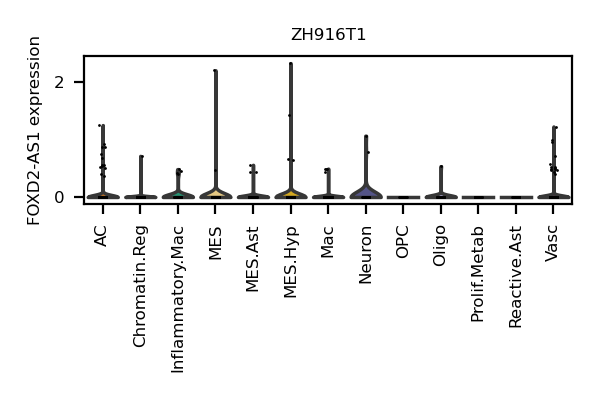 ZH916T1
FOXD2-AS1 expression
2
0
AC
Chromatin.Reg
Inflammatory.Mac
MES
MES.Ast
MES.Hyp
Mac
Neuron
OPC
Oligo
Prolif.Metab
Reactive.Ast
Vasc